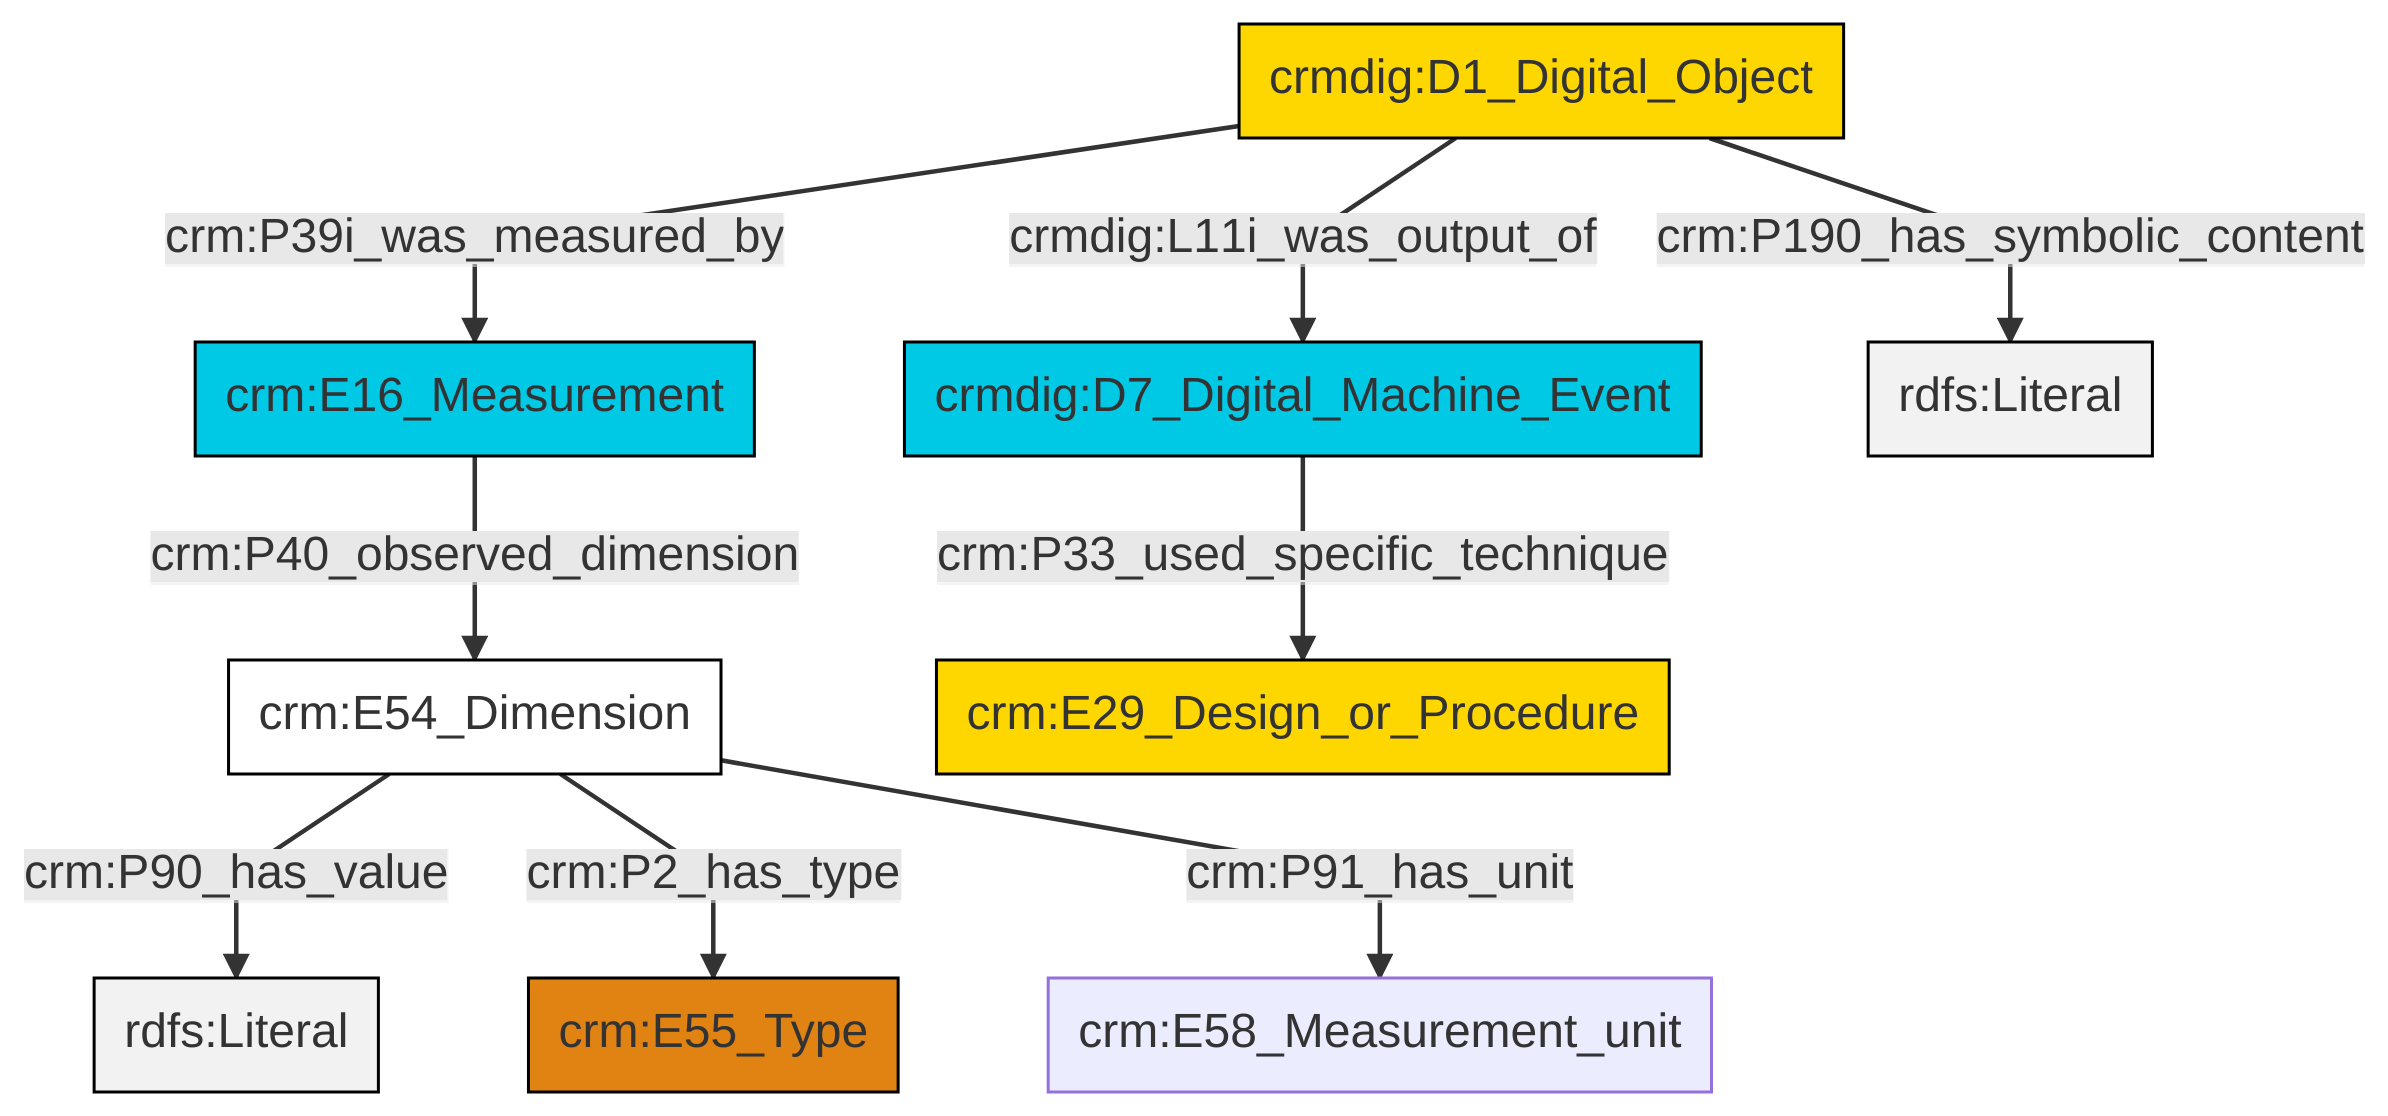 crmdig:D1_Digital_Object
crm:P39i_was_measured_by
crmdig:L11i_was_output_of
crm:P190_has_symbolic_content
crm:E16_Measurement
crmdig:D7_Digital_Machine_Event
rdfs:Literal
crm:P40_observed_dimension
crm:P33_used_specific_technique
crm:E54_Dimension
crm:E29_Design_or_Procedure
crm:P90_has_value
crm:P2_has_type
crm:P91_has_unit
rdfs:Literal
crm:E55_Type
crm:E58_Measurement_unit